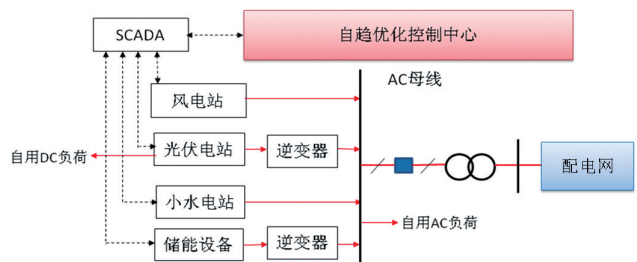 SCADA
自趋优化控制中心
AC母线
风电站
自用DC负荷
光伏电站
逆变器
配电网
小水电站
自用AC负荷
储能设备
逆变器